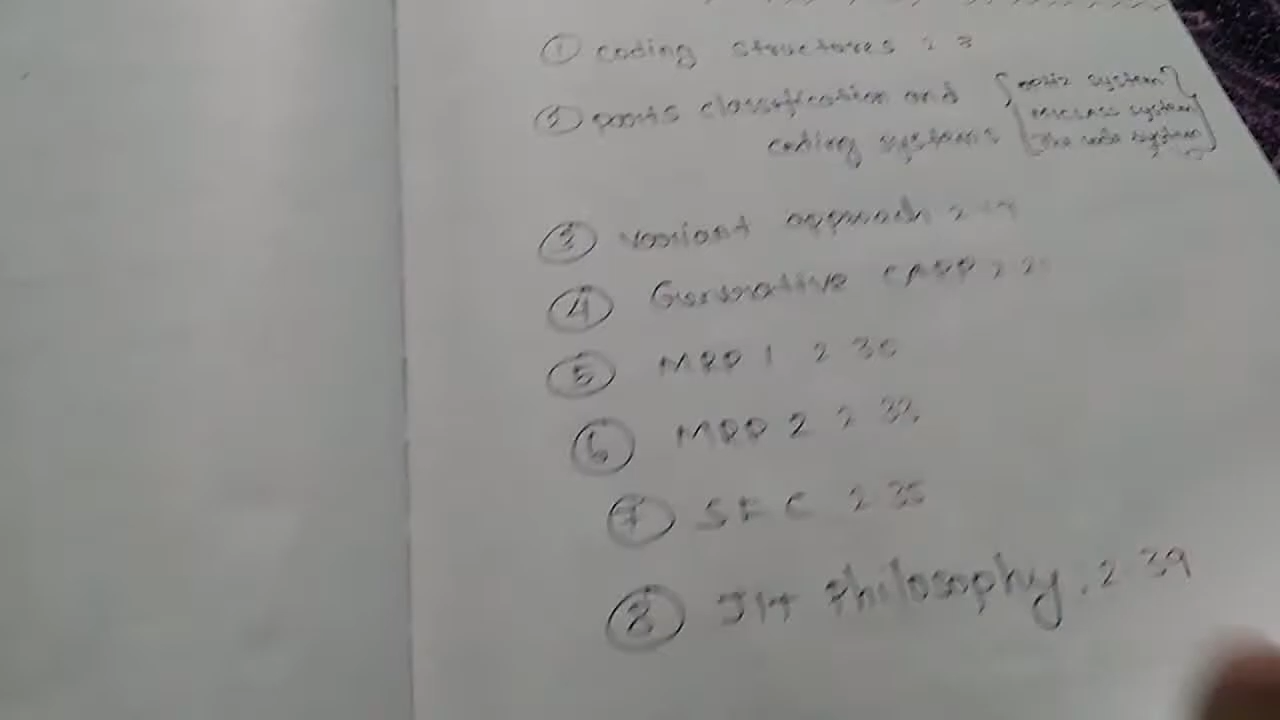 ① coding structures 2 3
② parts classification and { opitz system
coding systems MICLASS system
The code system }
③ variant approach 2
④ Generative CAPP 2 2
⑤ MRP 1 2 30
⑥ MRP 2 2 32
⑦ SFC 2 35
⑧ JIT Philosophy. 2 39